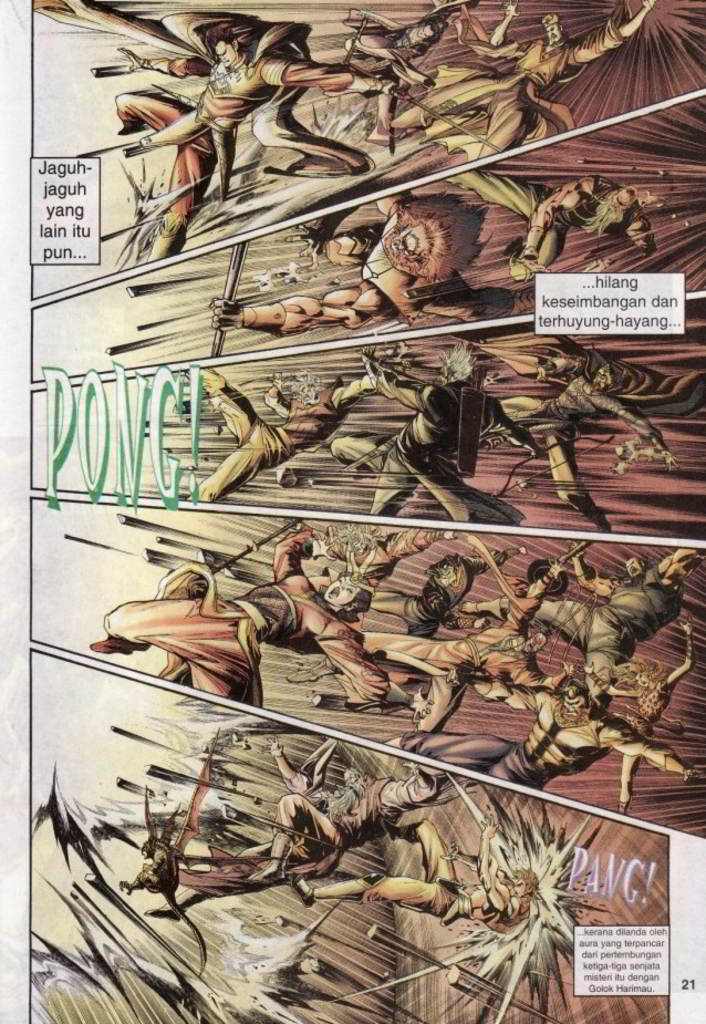 Jaguh-
jaguh
yang
lain itu
pun...
...hilang
keseimbangan dan
terhuyung-hayang...
PONG!
PANG!
...kerana dilanda oleh
aura yang terpancar
dari pertembungan
ketiga-tiga senjata
misteri itu dengan
Golok Harimau.
21